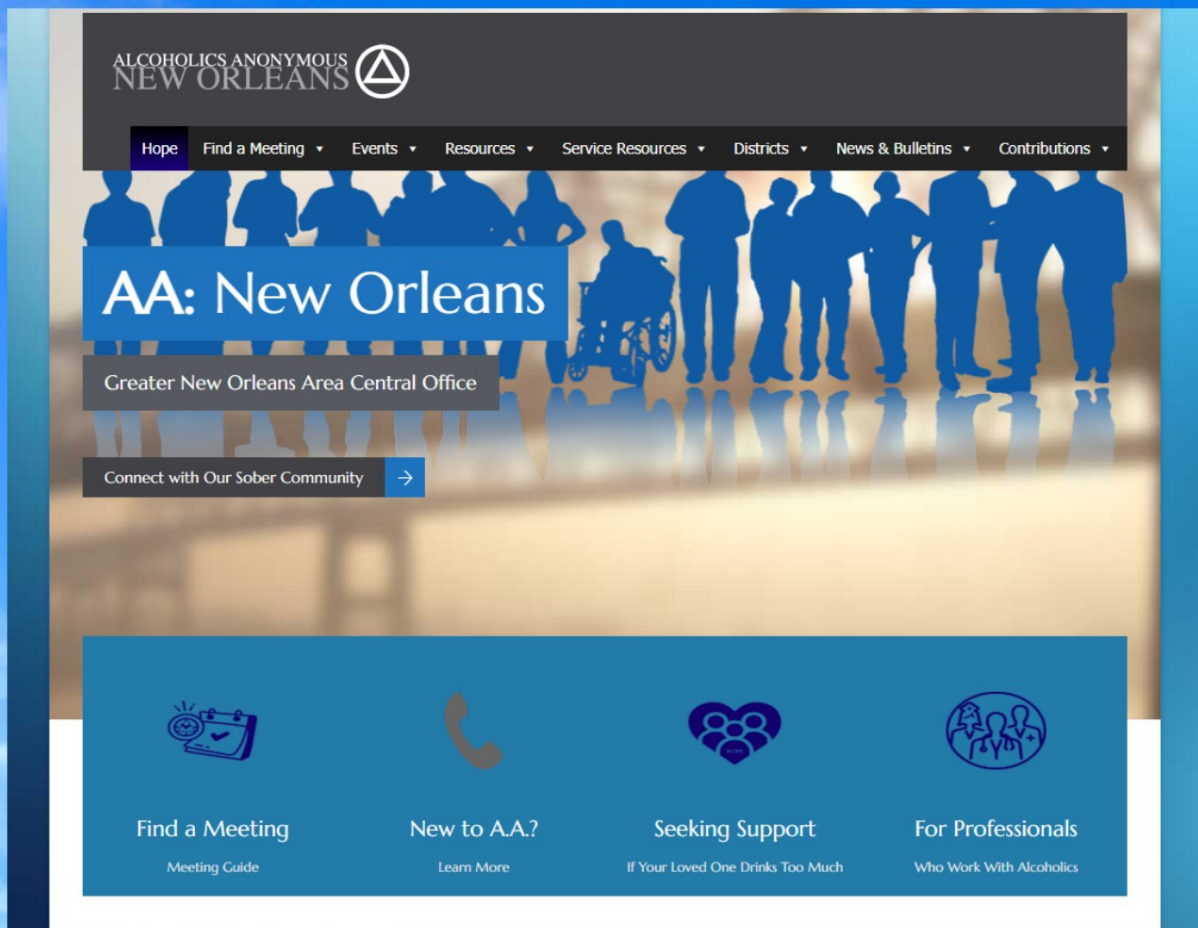 ALCOHOLICS ANONYMOUS
NEW ORLEANS
Hope Find a Meeting Events Resources Service Resources Districts News & Bulletins Contributions
AA: New Orleans
Greater New Orleans Area Central Office
Connect with Our Sober Community
HOPE
Find a Meeting New to A.A.? Seeking Support For Professionals
Meeting Guide Learn More If Your Loved One Drinks Too Much Who Work With Alcoholics